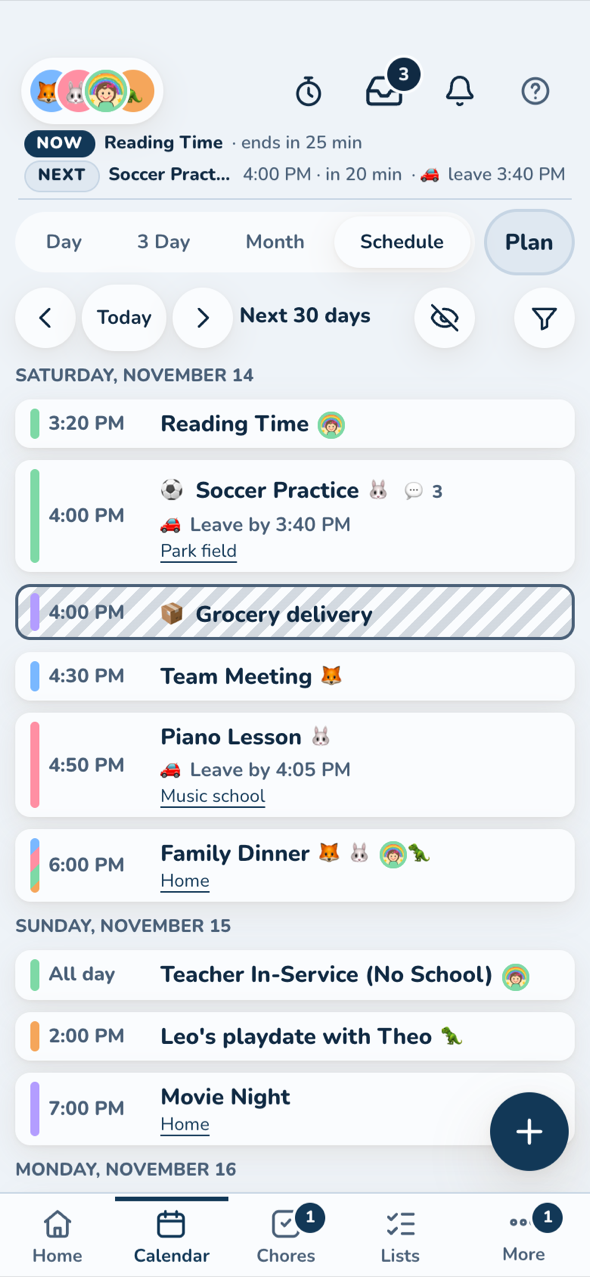 3
NOW Reading Time · ends in 25 min
NEXT Soccer Pract... 4:00 PM · in 20 min · leave 3:40 PM
Day 3 Day Month Schedule Plan
Today Next 30 days
SATURDAY, NOVEMBER 14
3:20 PM Reading Time
4:00 PM Soccer Practice 3
Leave by 3:40 PM
Park field
4:00 PM Grocery delivery
4:30 PM Team Meeting
4:50 PM Piano Lesson
Leave by 4:05 PM
Music school
6:00 PM Family Dinner
Home
SUNDAY, NOVEMBER 15
All day Teacher In-Service (No School)
2:00 PM Leo's playdate with Theo
7:00 PM Movie Night
Home
MONDAY, NOVEMBER 16
1 1
Home Calendar Chores Lists More